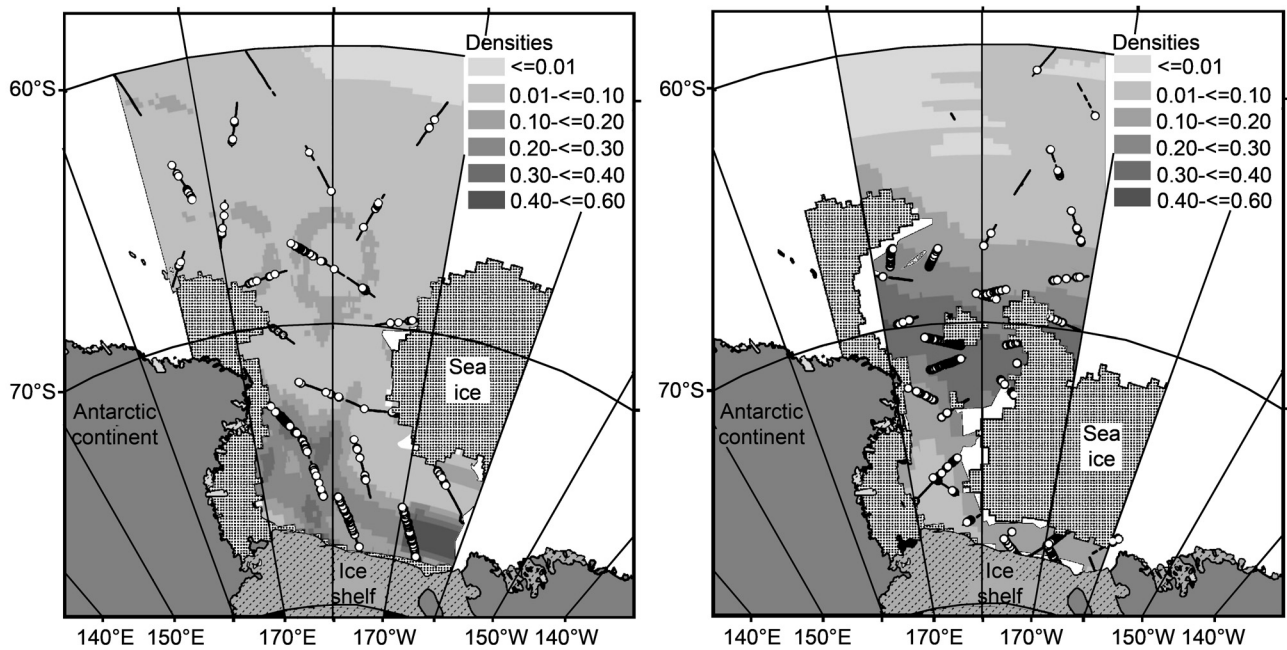 Densities
<=0.01
0.01-<=0.10
0.10-<=0.20
0.20-<=0.30
0.30-<=0.40
0.40-<=0.60
60°S
70°S
Sea
ice
Antarctic
continent
Ice
shelf
140°E 150°E 170°E 170°W 150°W
Densities
<=0.01
0.01-<=0.10
0.10-<=0.20
0.20-<=0.30
0.30-<=0.40
0.40-<=0.60
60°S
70°S
Antarctic
continent
Sea
ice
Ice
shelf
140°E 150°E 170°E 170°W 150°W 140°W